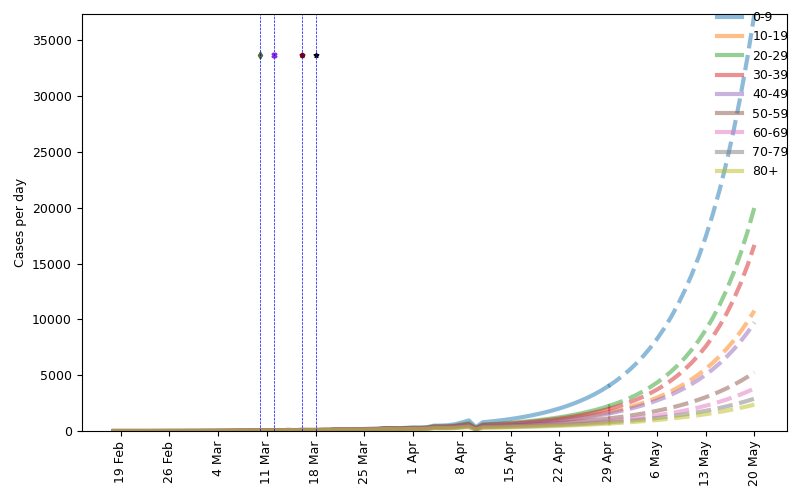 35000
30000
25000
20000
15000
10000
5000
0
Cases per day
0-9
10-19
20-29
30-39
40-49
50-59
60-69
70-79
80+
19 Feb
26 Feb
4 Mar
11 Mar
18 Mar
25 Mar
1 Apr
8 Apr
15 Apr
22 Apr
29 Apr
6 May
13 May
20 May